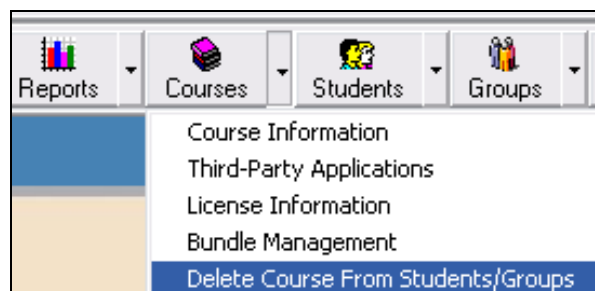 Reports Courses Students Groups
Course Information
Third-Party Applications
License Information
Bundle Management
Delete Course From Students/Groups